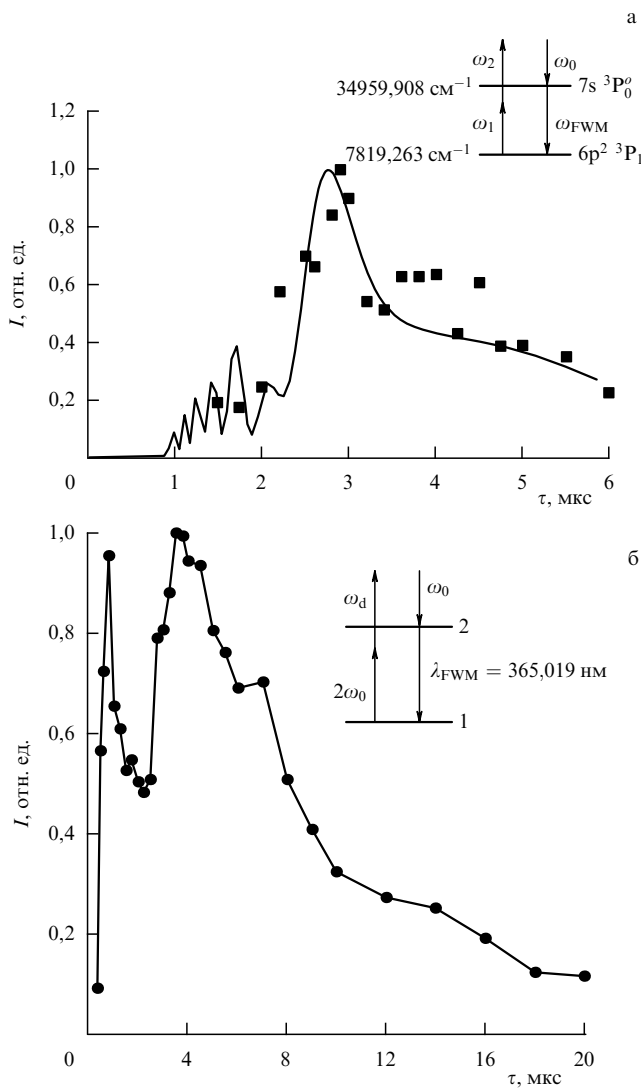 а
ω₂ ω₀
34959,908 см⁻¹ 7s ³P₀ᵒ
ω₁ ω_FWM
7819,263 см⁻¹ 6p² ³P₁
I, отн. ед.
1,2
1,0
0,8
0,6
0,4
0,2
0 1 2 3 4 5 6
τ, мкс
б
ω_d ω₀
2
2ω₀ λ_FWM = 365,019 нм
1
I, отн. ед.
1,0
0,8
0,6
0,4
0,2
0 4 8 12 16 20
τ, мкс